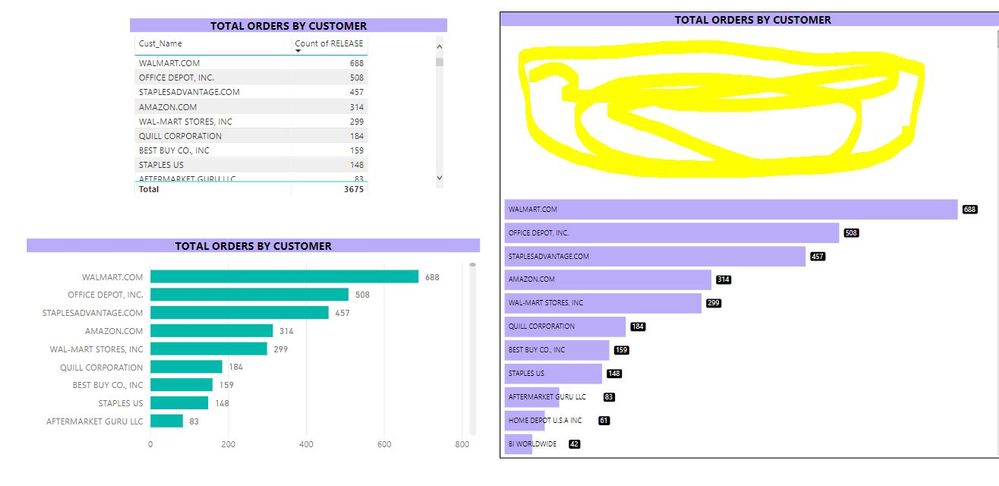 TOTAL ORDERS BY CUSTOMER
Cust_Name Count of RELEASE
WALMART.COM 688
OFFICE DEPOT, INC. 508
STAPLESADVANTAGE.COM 457
AMAZON.COM 314
WAL-MART STORES, INC 299
QUILL CORPORATION 184
BEST BUY CO., INC 159
STAPLES US 148
AFTERMARKET GURU LLC 83
Total 3675
TOTAL ORDERS BY CUSTOMER
WALMART.COM 688
OFFICE DEPOT, INC. 508
STAPLESADVANTAGE.COM 457
AMAZON.COM 314
WAL-MART STORES, INC 299
QUILL CORPORATION 184
BEST BUY CO., INC 159
STAPLES US 148
AFTERMARKET GURU LLC 83
0 200 400 600 800
TOTAL ORDERS BY CUSTOMER
WALMART.COM 688
OFFICE DEPOT, INC. 508
STAPLESADVANTAGE.COM 457
AMAZON.COM 314
WAL-MART STORES, INC 299
QUILL CORPORATION 184
BEST BUY CO., INC 159
STAPLES US 148
AFTERMARKET GURU LLC 83
HOME DEPOT U.S.A INC 61
BI WORLDWIDE 42